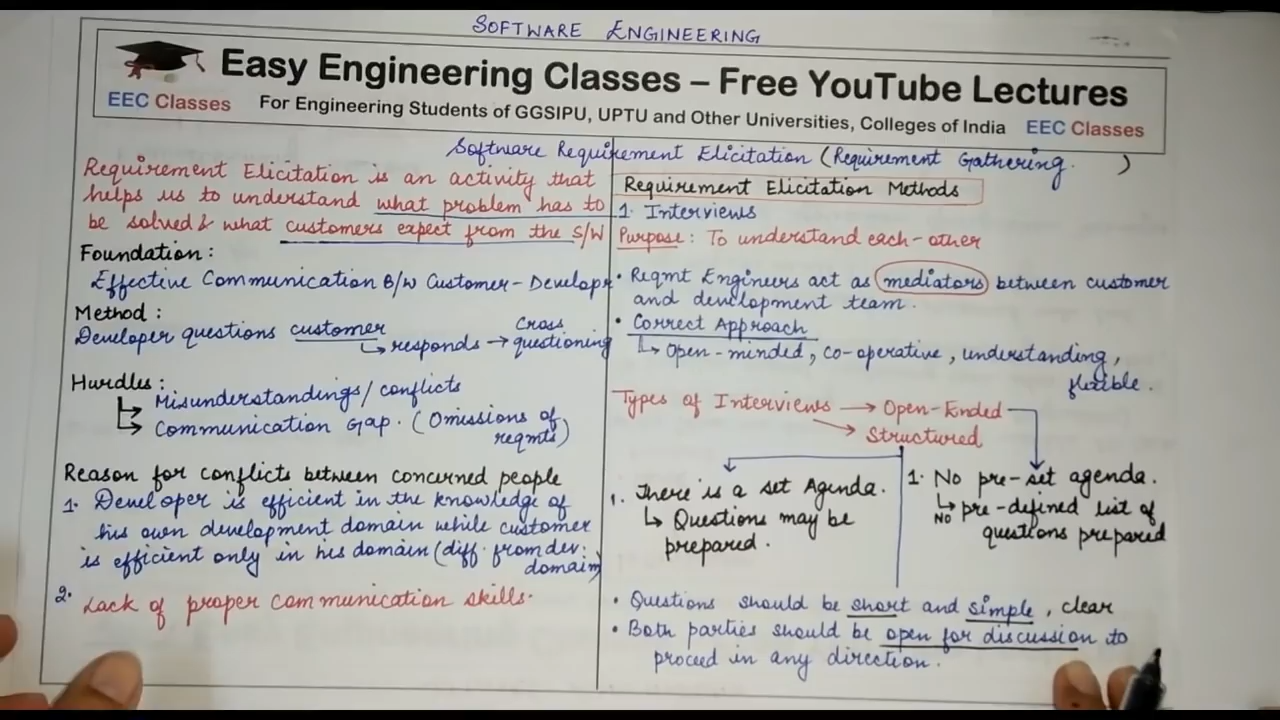 SOFTWARE ENGINEERING
Easy Engineering Classes – Free YouTube Lectures
EEC Classes For Engineering Students of GGSIPU, UPTU and Other Universities, Colleges of India EEC Classes
Software Requirement Elicitation (Requirement Gathering. )
Requirement Elicitation is an activity that
helps us to understand what problem has to
be solved & what customers expect from the S/W
Foundation :
Effective Communication B/W Customer - Develop
Method :
Developer questions customer
↳ responds → Cross
questioning
Hurdles :
↳ Misunderstandings/conflicts
↳ Communication Gap. (Omissions of
reqmts)
Reason for conflicts between concerned people
1. Developer is efficient in the knowledge of
his own development domain while customer
is efficient only in his domain (diff. from dev.
domain)
2. Lack of proper communication skills.
Requirement Elicitation Methods
1. Interviews
Purpose : To understand each-other
• Reqmt Engineers act as mediators between customer
and development team.
• Correct Approach
↳ Open-minded, co-operative, understanding,
flexible.
Types of Interviews → Open-Ended
→ Structured
1. There is a set Agenda.
↳ Questions may be
prepared.
1. No pre-set agenda.
↳ No pre-defined list of
questions prepared
• Questions should be short and simple, clear
• Both parties should be open for discussion to
proceed in any direction.